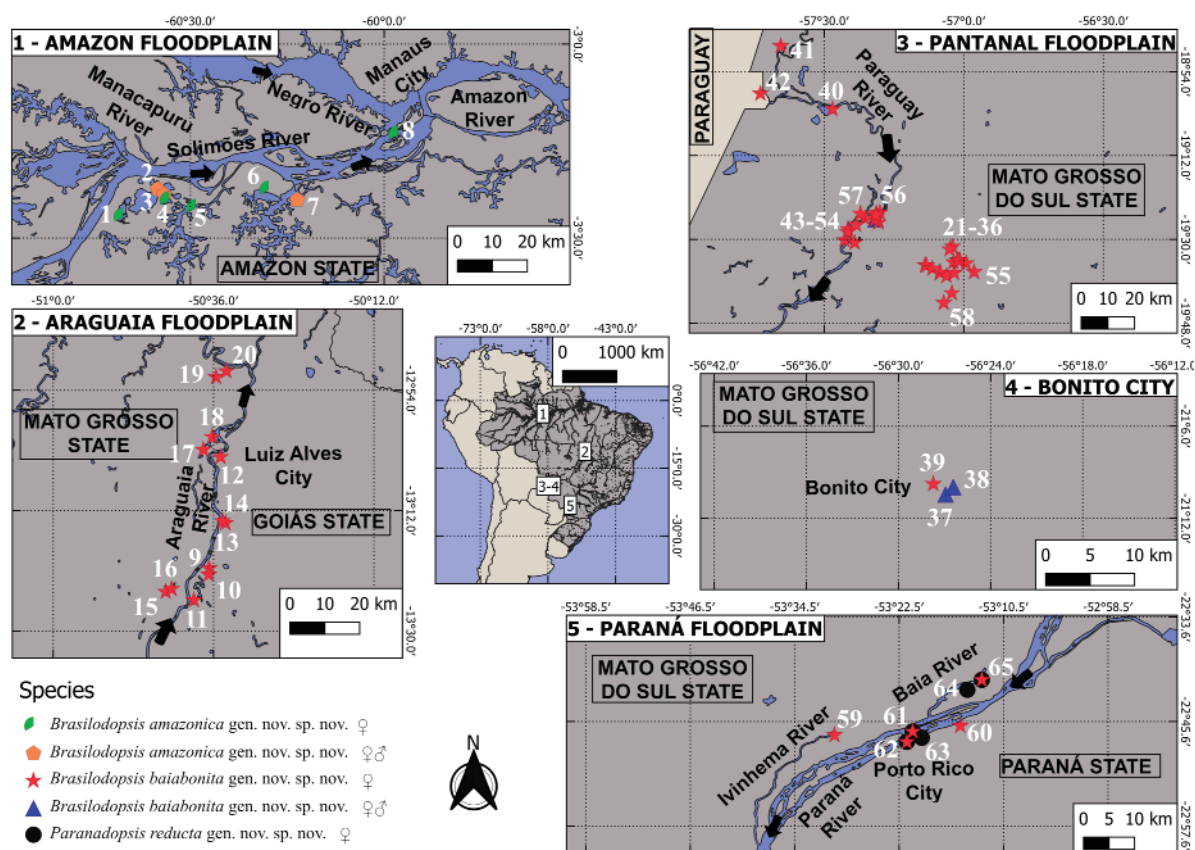 -60°30.0'
-60°0.0'
1 - AMAZON FLOODPLAIN
-3°0.0'
-3°30.0'
Manacapuru
River
Negro River
Manaus
City
Amazon
River
Solimões River
1
2
3
4
5
6
7
8
AMAZON STATE
0 10 20 km
-51°0.0'
-50°36.0'
-50°12.0'
2 - ARAGUAIA FLOODPLAIN
-12°54.0'
-13°12.0'
-13°30.0'
MATO GROSSO
STATE
19
20
18
17
12
Luiz Alves
City
Araguaia
River
14
GOIÁS STATE
13
9
10
16
15
11
0 10 20 km
-73°0.0'
-58°0.0'
-43°0.0'
0 1000 km
0°0.0'
-15°0.0'
-30°0.0'
1
2
3-4
5
-57°30.0'
-57°0.0'
-56°30.0'
3 - PANTANAL FLOODPLAIN
-18°54.0'
-19°12.0'
-19°30.0'
-19°48.0'
PARAGUAY
41
42
40
Paraguay
River
MATO GROSSO
DO SUL STATE
57
56
43-54
21-36
55
58
0 10 20 km
-56°42.0'
-56°36.0'
-56°30.0'
-56°24.0'
-56°18.0'
-56°12.0'
MATO GROSSO
DO SUL STATE
4 - BONITO CITY
-21°6.0'
-21°12.0'
39
38
37
Bonito City
0 5 10 km
-53°58.5'
-53°46.5'
-53°34.5'
-53°22.5'
-53°10.5'
-52°58.5'
5 - PARANÁ FLOODPLAIN
-22°33.6'
-22°45.6'
-22°57.6'
MATO GROSSO
DO SUL STATE
Baia River
65
64
61
59
60
62
63
Ivinhema River
Porto Rico
City
Paraná
River
PARANÁ STATE
0 5 10 km
Species
Brasilodopsis amazonica gen. nov. sp. nov. ♀
Brasilodopsis amazonica gen. nov. sp. nov. ♀♂
Brasilodopsis baiabonita gen. nov. sp. nov. ♀
Brasilodopsis baiabonita gen. nov. sp. nov. ♀♂
Paranadopsis reducta gen. nov. sp. nov. ♀
N